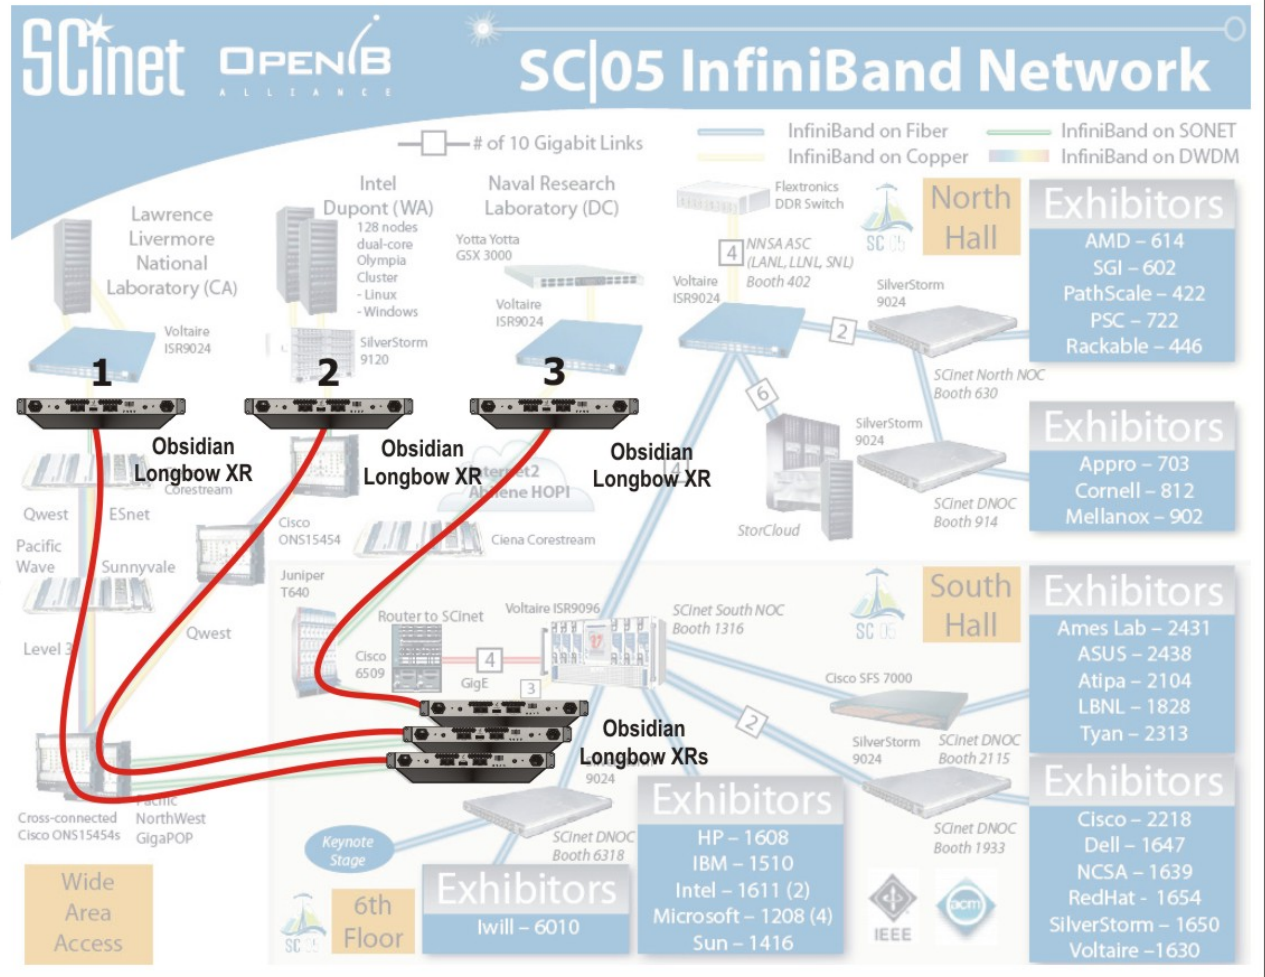 SCinet
OPENIB
ALLIANCE
SC|05 InfiniBand Network
# of 10 Gigabit Links
InfiniBand on Fiber
InfiniBand on SONET
InfiniBand on Copper
InfiniBand on DWDM
Lawrence
Livermore
National
Laboratory (CA)
Voltaire
ISR9024
Intel
Dupont (WA)
128 nodes
dual-core
Olympia
Cluster
- Linux
- Windows
SilverStorm
9120
Naval Research
Laboratory (DC)
Yotta Yotta
GSX 3000
Voltaire
ISR9024
Flextronics
DDR Switch
4
NNSA ASC
(LANL, LLNL, SNL)
Booth 402
Voltaire
ISR9024
SC|05
North
Hall
SilverStorm
9024
2
SCinet North NOC
Booth 630
6
StorCloud
SilverStorm
9024
SCinet DNOC
Booth 914
4
Exhibitors
AMD – 614
SGI – 602
PathScale – 422
PSC – 722
Rackable – 446
Exhibitors
Appro – 703
Cornell – 812
Mellanox – 902
1
2
3
Obsidian
Longbow XR
Obsidian
Longbow XR
Obsidian
Longbow XR
Corestream
Qwest
ESnet
Pacific
Wave
Sunnyvale
Level 3
Cisco
ONS15454
Qwest
Internet2
Abilene HOPI
Ciena Corestream
Juniper
T640
Router to SCinet
Cisco
6509
4
GigE
Voltaire ISR9096
3
SCinet South NOC
Booth 1316
SC|05
South
Hall
Cisco SFS 7000
SCinet DNOC
Booth 2115
2
SilverStorm
9024
SCinet DNOC
Booth 1933
Exhibitors
Ames Lab – 2431
ASUS – 2438
Atipa – 2104
LBNL – 1828
Tyan – 2313
Exhibitors
Cisco – 2218
Dell – 1647
NCSA – 1639
RedHat - 1654
SilverStorm – 1650
Voltaire –1630
Obsidian
Longbow XRs
9024
SCinet DNOC
Booth 6318
Cross-connected
Cisco ONS15454s
Pacific
NorthWest
GigaPOP
Keynote
Stage
Wide
Area
Access
SC|05
6th
Floor
Exhibitors
Iwill – 6010
Exhibitors
HP – 1608
IBM – 1510
Intel – 1611 (2)
Microsoft – 1208 (4)
Sun – 1416
IEEE
acm